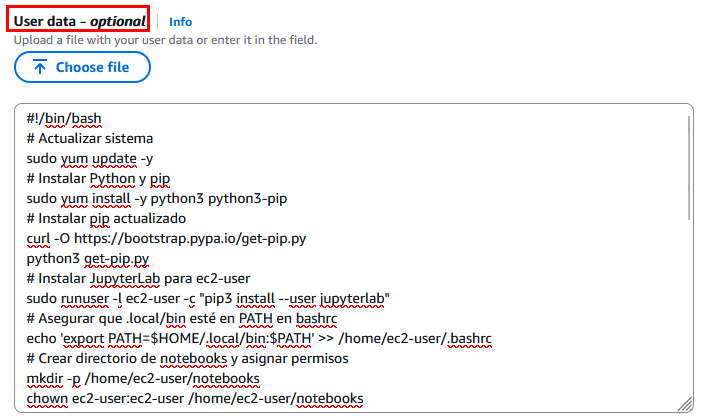 User data – optional | Info
Upload a file with your user data or enter it in the field.
Choose file
#!/bin/bash
# Actualizar sistema
sudo yum update -y
# Instalar Python y pip
sudo yum install -y python3 python3-pip
# Instalar pip actualizado
curl -O https://bootstrap.pypa.io/get-pip.py
python3 get-pip.py
# Instalar JupyterLab para ec2-user
sudo runuser -l ec2-user -c "pip3 install --user jupyterlab"
# Asegurar que .local/bin esté en PATH en bashrc
echo 'export PATH=$HOME/.local/bin:$PATH' >> /home/ec2-user/.bashrc
# Crear directorio de notebooks y asignar permisos
mkdir -p /home/ec2-user/notebooks
chown ec2-user:ec2-user /home/ec2-user/notebooks